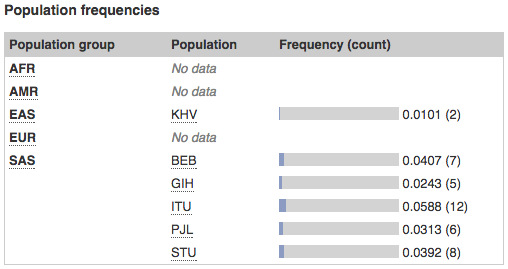 Population frequencies
Population group Population Frequency (count)
AFR No data
AMR No data
EAS KHV 0.0101 (2)
EUR No data
SAS BEB 0.0407 (7)
GIH 0.0243 (5)
ITU 0.0588 (12)
PJL 0.0313 (6)
STU 0.0392 (8)